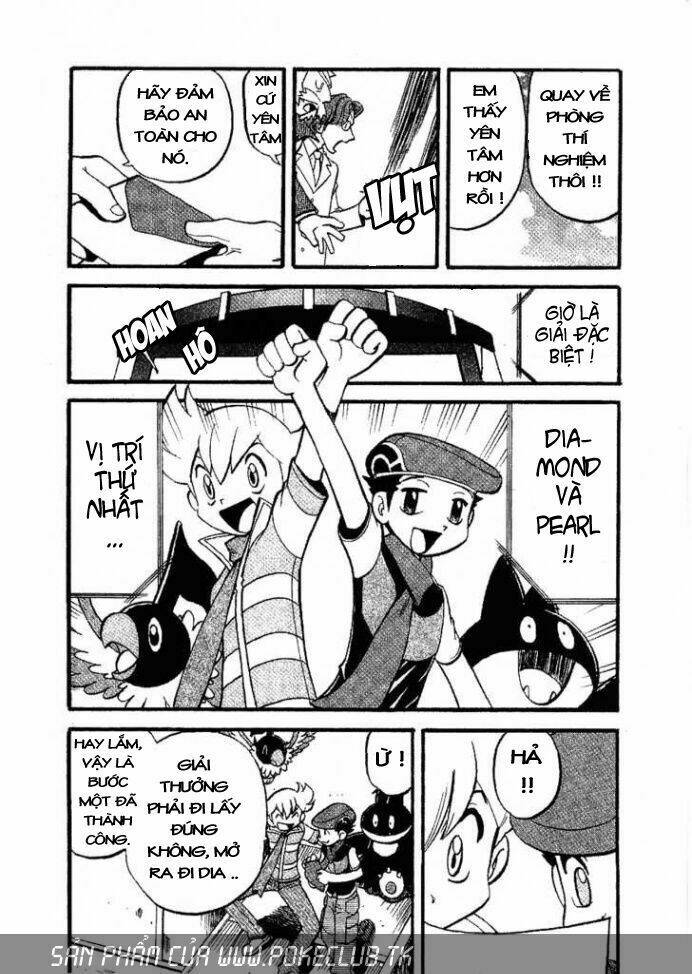 QUAY VỀ
PHÒNG
THÍ
NGHIỆM
THÔI !!
EM
THẤY
YÊN
TÂM
HƠN
RỒI !
VỤT
XIN
CỨ
YÊN
TÂM
HÃY ĐẢM
BẢO AN
TOÀN CHO
NÓ.
GIỜ LÀ
GIẢI ĐẶC
BIỆT !
HOAN
HÔ
DIA-
MOND
VÀ
PEARL
!!
VỊ TRÍ
THỨ
NHẤT
...
HẢ
!!
Ừ !
GIẢI
THƯỞNG
PHẢI ĐI LẤY
ĐÚNG
KHÔNG, MỞ
RA ĐI DIA ..
HAY LẮM,
VẬY LÀ
BƯỚC
MỘT ĐÃ
THÀNH
CÔNG.
SẢN PHẨM CỦA WWW.POKECLUB.TK